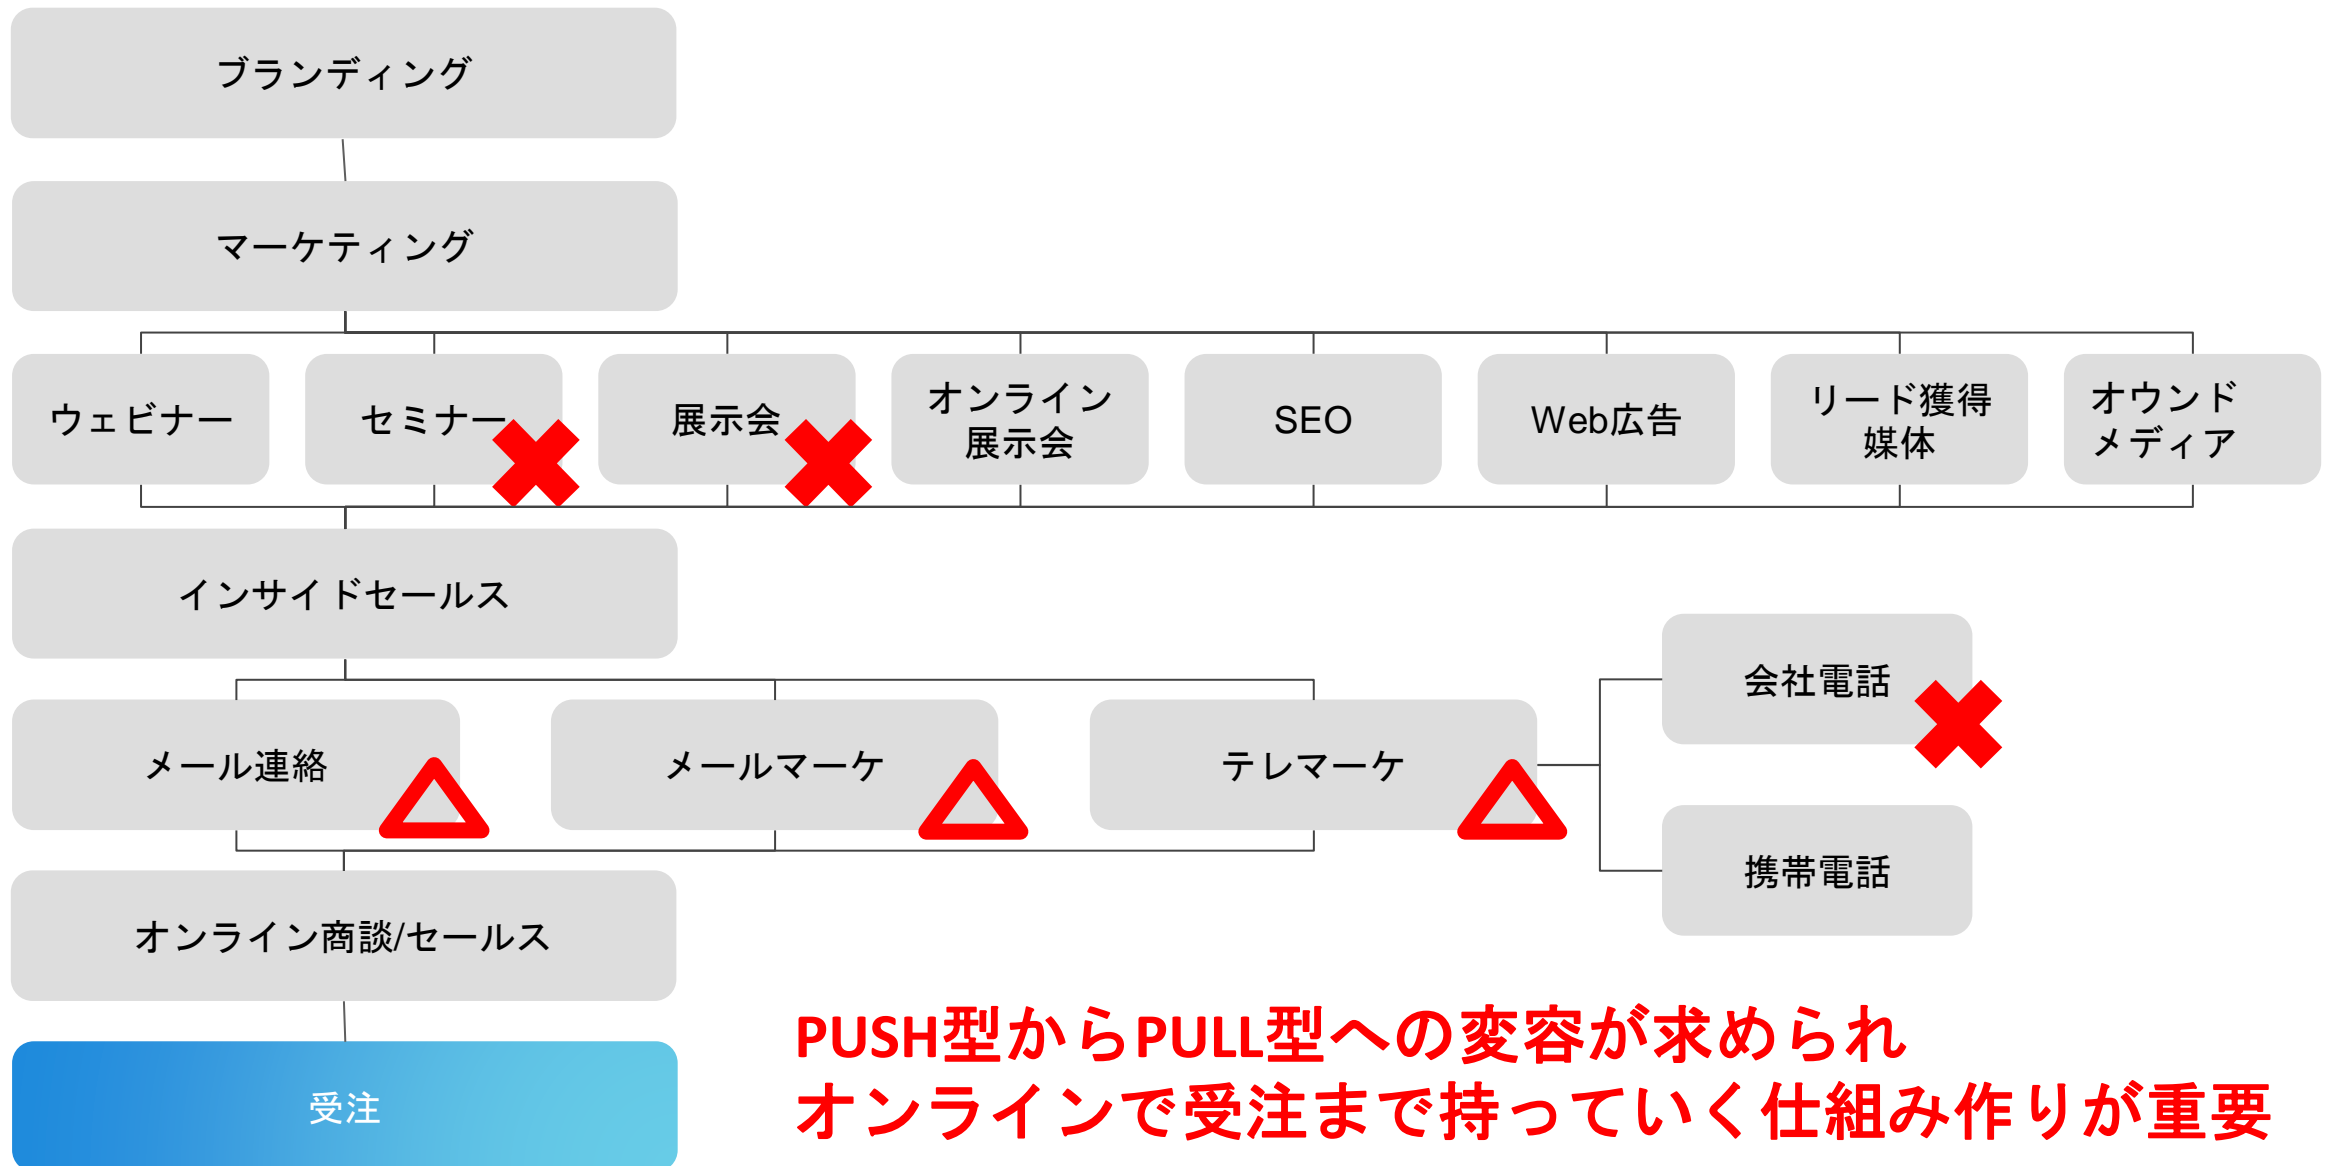 ブランディング
マーケティング
ウェビナー
セミナー
展示会
オンライン
展示会
SEO
Web広告
リード獲得
媒体
オウンド
メディア
インサイドセールス
メール連絡
メールマーケ
テレマーケ
会社電話
携帯電話
オンライン商談/セールス
受注
PUSH型からPULL型への変容が求められ
オンラインで受注まで持っていく仕組み作りが重要